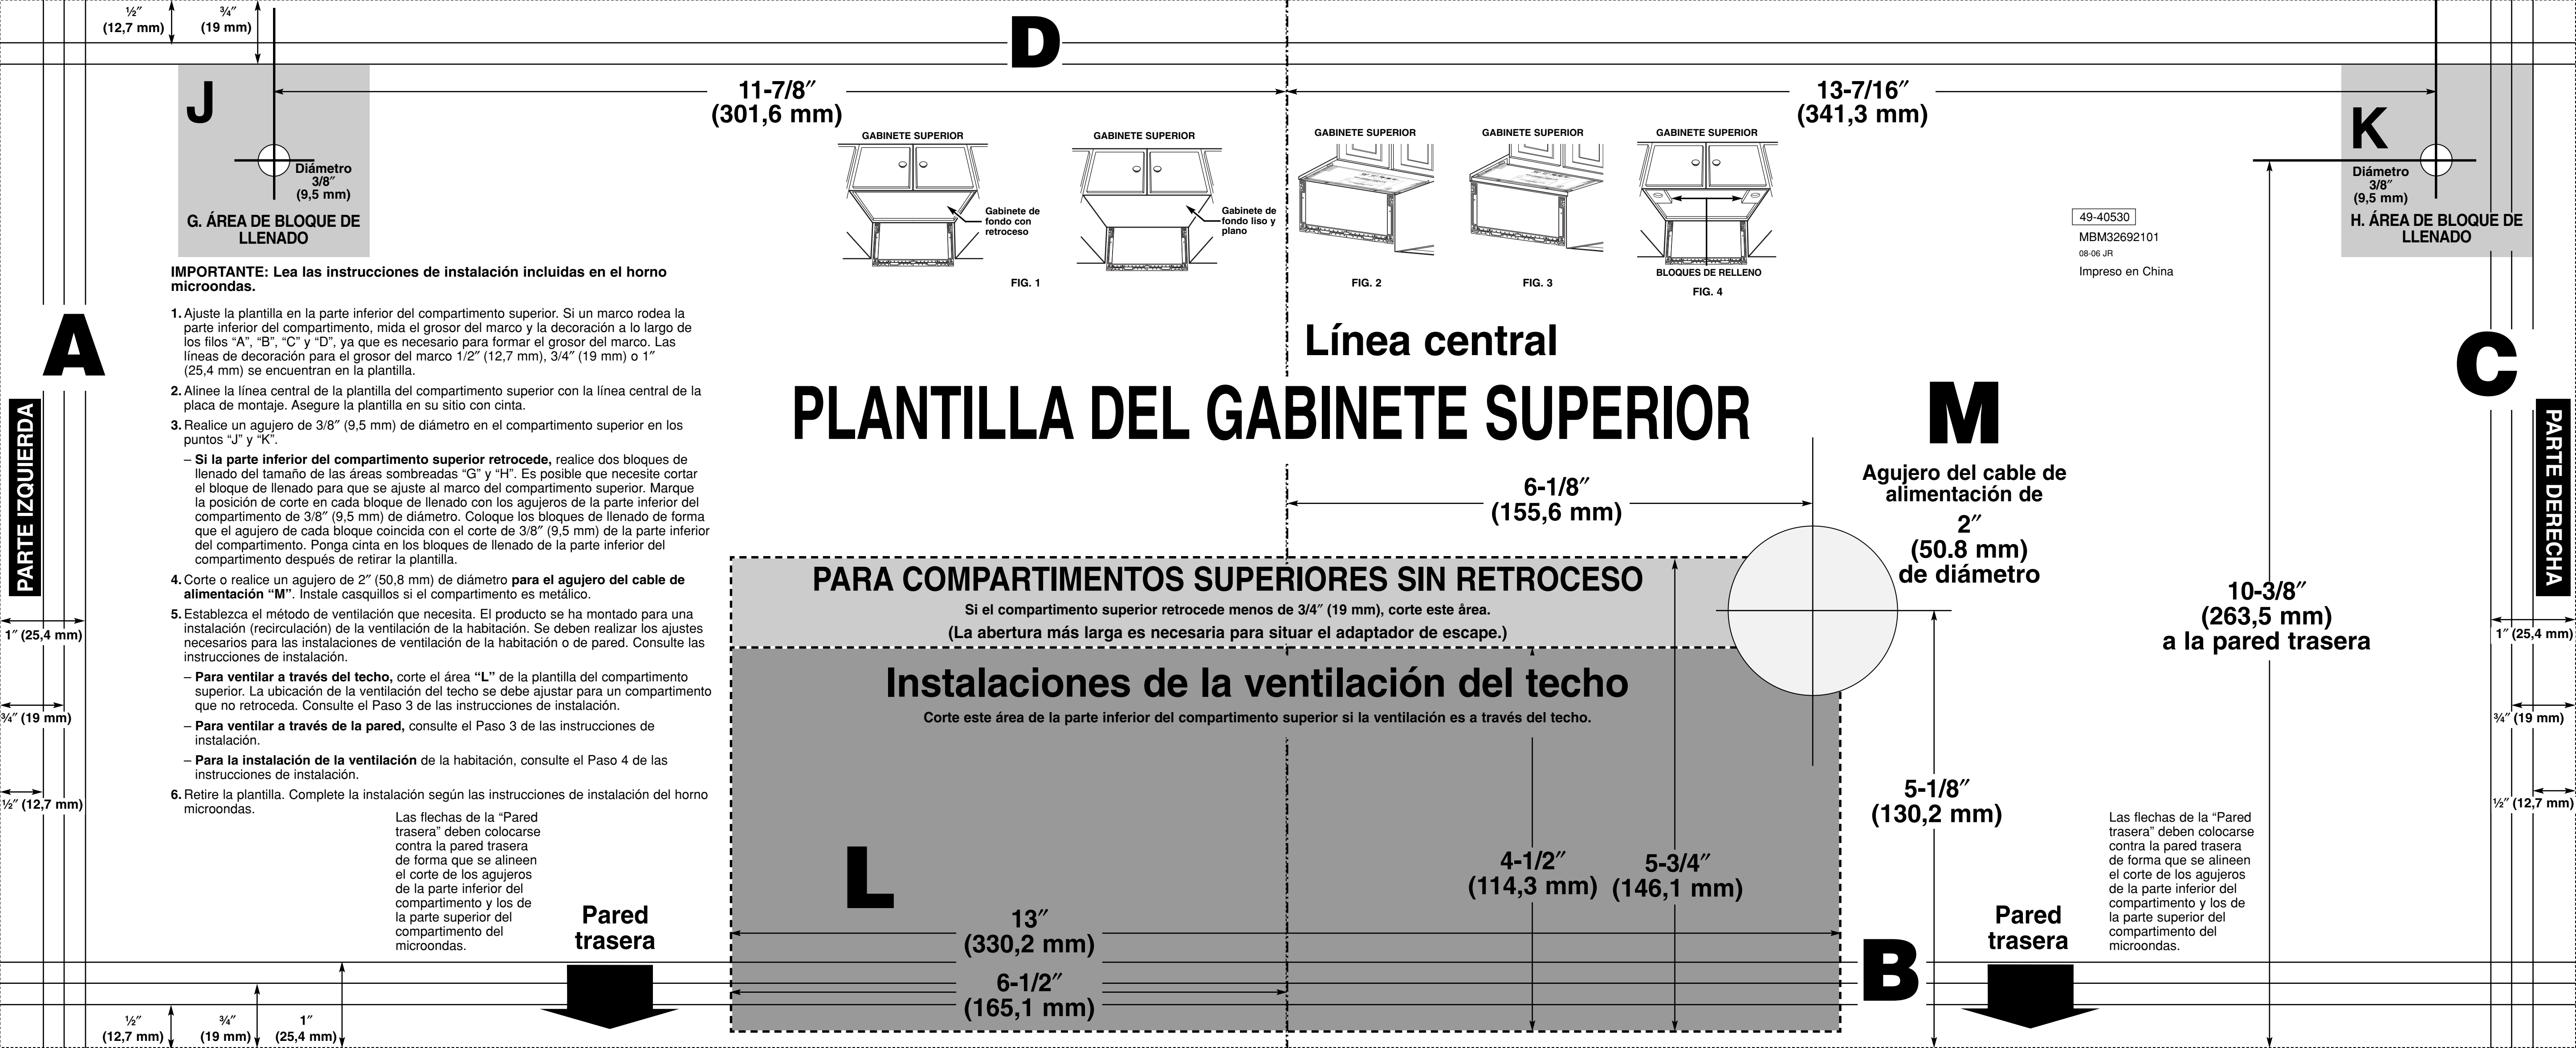 ½″
(12,7 mm)
¾″
(19 mm)
D
J
11-7/8″
(301,6 mm)
13-7/16″
(341,3 mm)
K
Diámetro
3/8″
(9,5 mm)
G. ÁREA DE BLOQUE DE
LLENADO
GABINETE SUPERIOR
Gabinete de
fondo con
retroceso
GABINETE SUPERIOR
Gabinete de
fondo liso y
plano
FIG. 1
GABINETE SUPERIOR
FIG. 2
GABINETE SUPERIOR
FIG. 3
GABINETE SUPERIOR
BLOQUES DE RELLENO
FIG. 4
49-40530
MBM32692101
08-06 JR
Impreso en China
Diámetro
3/8″
(9,5 mm)
H. ÁREA DE BLOQUE DE
LLENADO
IMPORTANTE: Lea las instrucciones de instalación incluidas en el horno
microondas.
1. Ajuste la plantilla en la parte inferior del compartimento superior. Si un marco rodea la
parte inferior del compartimento, mida el grosor del marco y la decoración a lo largo de
los filos “A”, “B”, “C” y “D”, ya que es necesario para formar el grosor del marco. Las
líneas de decoración para el grosor del marco 1/2″ (12,7 mm), 3/4″ (19 mm) o 1″
(25,4 mm) se encuentran en la plantilla.
2. Alinee la línea central de la plantilla del compartimento superior con la línea central de la
placa de montaje. Asegure la plantilla en su sitio con cinta.
3. Realice un agujero de 3/8″ (9,5 mm) de diámetro en el compartimento superior en los
puntos “J” y “K”.
– Si la parte inferior del compartimento superior retrocede, realice dos bloques de
llenado del tamaño de las áreas sombreadas “G” y “H”. Es posible que necesite cortar
el bloque de llenado para que se ajuste al marco del compartimento superior. Marque
la posición de corte en cada bloque de llenado con los agujeros de la parte inferior del
compartimento de 3/8″ (9,5 mm) de diámetro. Coloque los bloques de llenado de forma
que el agujero de cada bloque coincida con el corte de 3/8″ (9,5 mm) de la parte inferior
del compartimento. Ponga cinta en los bloques de llenado de la parte inferior del
compartimento después de retirar la plantilla.
4. Corte o realice un agujero de 2″ (50,8 mm) de diámetro para el agujero del cable de
alimentación “M”. Instale casquillos si el compartimento es metálico.
5. Establezca el método de ventilación que necesita. El producto se ha montado para una
instalación (recirculación) de la ventilación de la habitación. Se deben realizar los ajustes
necesarios para las instalaciones de ventilación de la habitación o de pared. Consulte las
instrucciones de instalación.
– Para ventilar a través del techo, corte el área “L” de la plantilla del compartimento
superior. La ubicación de la ventilación del techo se debe ajustar para un compartimento
que no retroceda. Consulte el Paso 3 de las instrucciones de instalación.
– Para ventilar a través de la pared, consulte el Paso 3 de las instrucciones de
instalación.
– Para la instalación de la ventilación de la habitación, consulte el Paso 4 de las
instrucciones de instalación.
6. Retire la plantilla. Complete la instalación según las instrucciones de instalación del horno
microondas.
A
PARTE IZQUIERDA
1″ (25,4 mm)
¾″ (19 mm)
½″ (12,7 mm)
Línea central
PLANTILLA DEL GABINETE SUPERIOR
6-1/8″
(155,6 mm)
M
Agujero del cable de
alimentación de
2″
(50.8 mm)
de diámetro
10-3/8″
(263,5 mm)
a la pared trasera
C
PARTE DERECHA
1″ (25,4 mm)
¾″ (19 mm)
½″ (12,7 mm)
PARA COMPARTIMENTOS SUPERIORES SIN RETROCESO
Si el compartimento superior retrocede menos de 3/4″ (19 mm), corte este årea.
(La abertura más larga es necesaria para situar el adaptador de escape.)
Instalaciones de la ventilación del techo
Corte este área de la parte inferior del compartimento superior si la ventilación es a través del techo.
5-1/8″
(130,2 mm)
L
4-1/2″
(114,3 mm)
5-3/4″
(146,1 mm)
13″
(330,2 mm)
6-1/2″
(165,1 mm)
B
Las flechas de la “Pared
trasera” deben colocarse
contra la pared trasera
de forma que se alineen
el corte de los agujeros
de la parte inferior del
compartimento y los de
la parte superior del
compartimento del
microondas.
Pared
trasera
Pared
trasera
Las flechas de la “Pared
trasera” deben colocarse
contra la pared trasera
de forma que se alineen
el corte de los agujeros
de la parte inferior del
compartimento y los de
la parte superior del
compartimento del
microondas.
½″
(12,7 mm)
¾″
(19 mm)
1″
(25,4 mm)